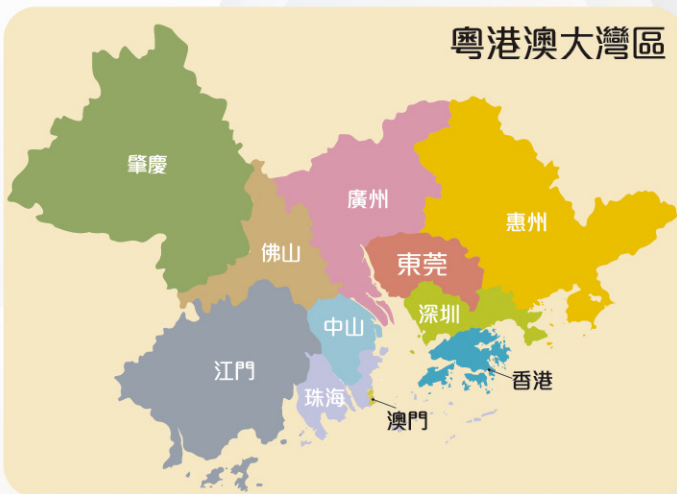 粵港澳大灣區
肇慶
廣州
惠州
佛山
東莞
深圳
中山
江門
香港
珠海
澳門